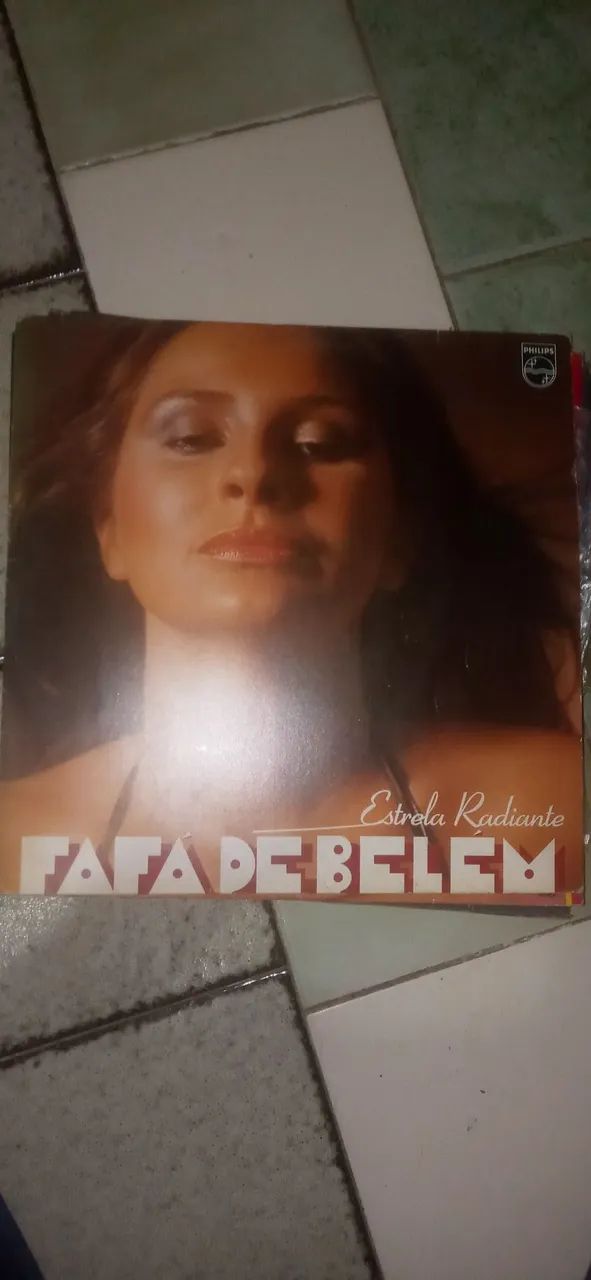 PHILIPS
Estrela Radiante
FAFÁ DE BELÉM